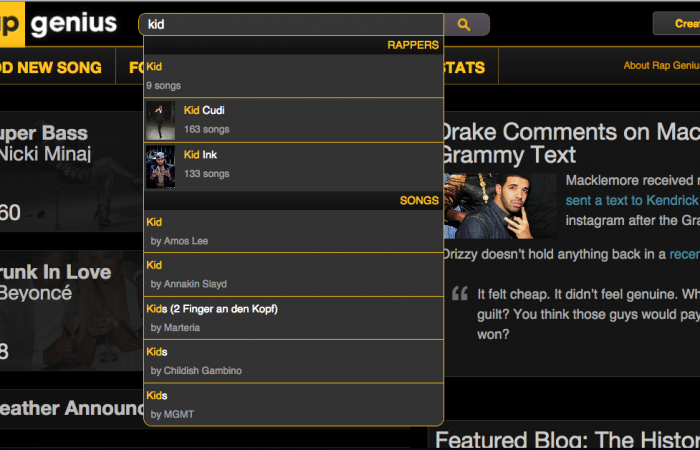 genius
kid
Create
D NEW SONG
STATS
About Rap Genius
RAPPERS
Kid
9 songs
Kid Cudi
163 songs
Kid Ink
133 songs
SONGS
Kid
by Amos Lee
Kid
by Annakin Slayd
Kids (2 Finger an den Kopf)
by Marteria
Kids
by Childish Gambino
Kids
by MGMT
uper Bass
Nicki Minaj
60
runk In Love
Beyoncé
8
eather Announc
Drake Comments on Mac
Grammy Text
Macklemore received
sent a text to Kendrick
instagram after the Gra
Drizzy doesn't hold anything back in a recen
It felt cheap. It didn't feel genuine. Wh
guilt? You think those guys would pay
won?
Featured Blog: The Histor